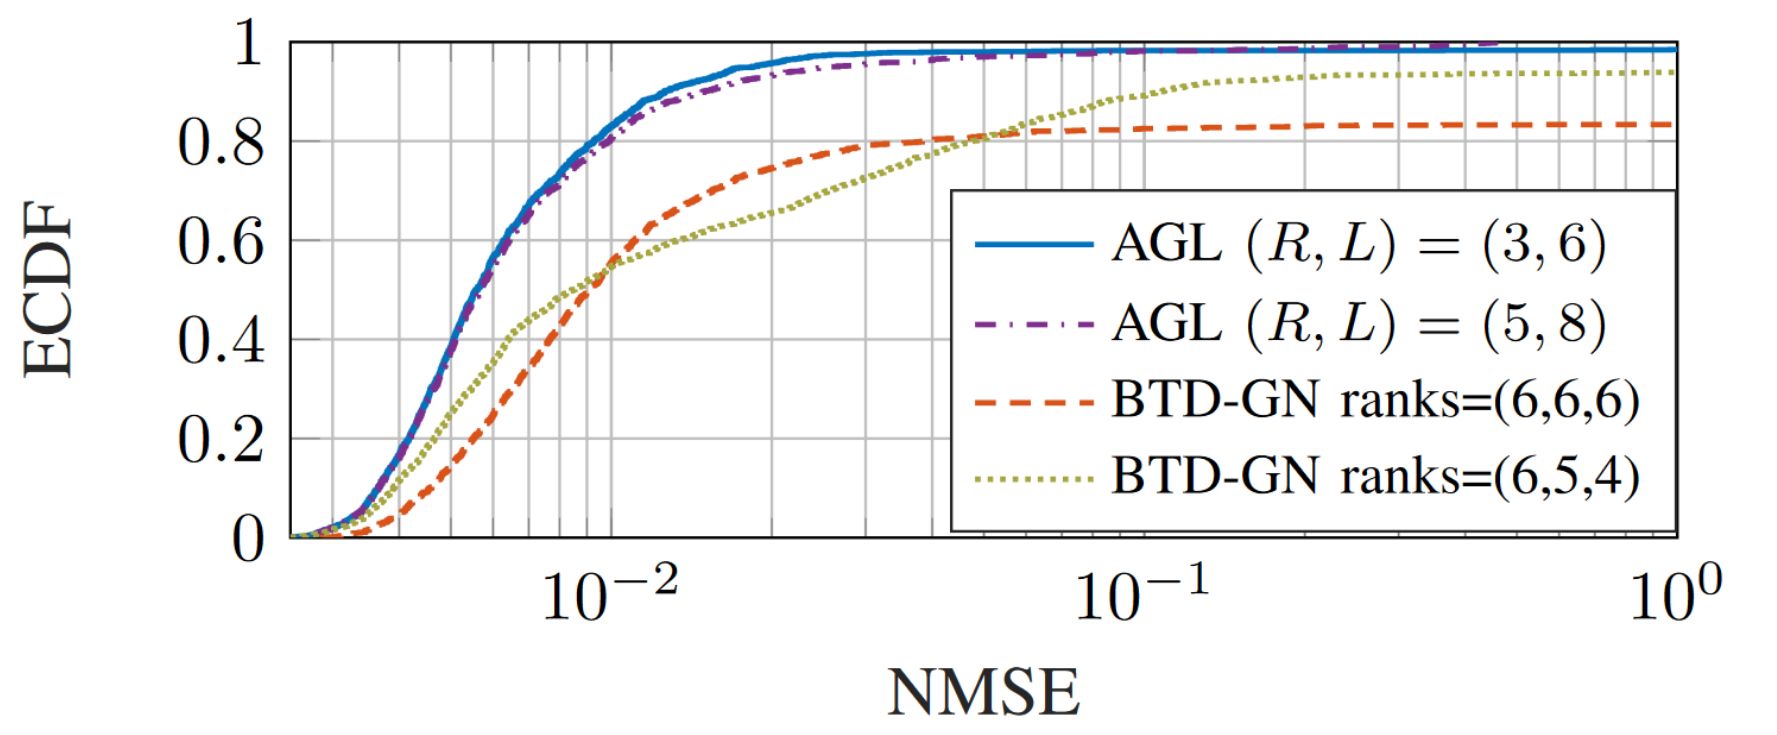 1
0.8
0.6
0.4
0.2
0
ECDF
AGL (R, L) = (3, 6)
AGL (R, L) = (5, 8)
BTD-GN ranks=(6,6,6)
BTD-GN ranks=(6,5,4)
10⁻² 10⁻¹ 10⁰
NMSE